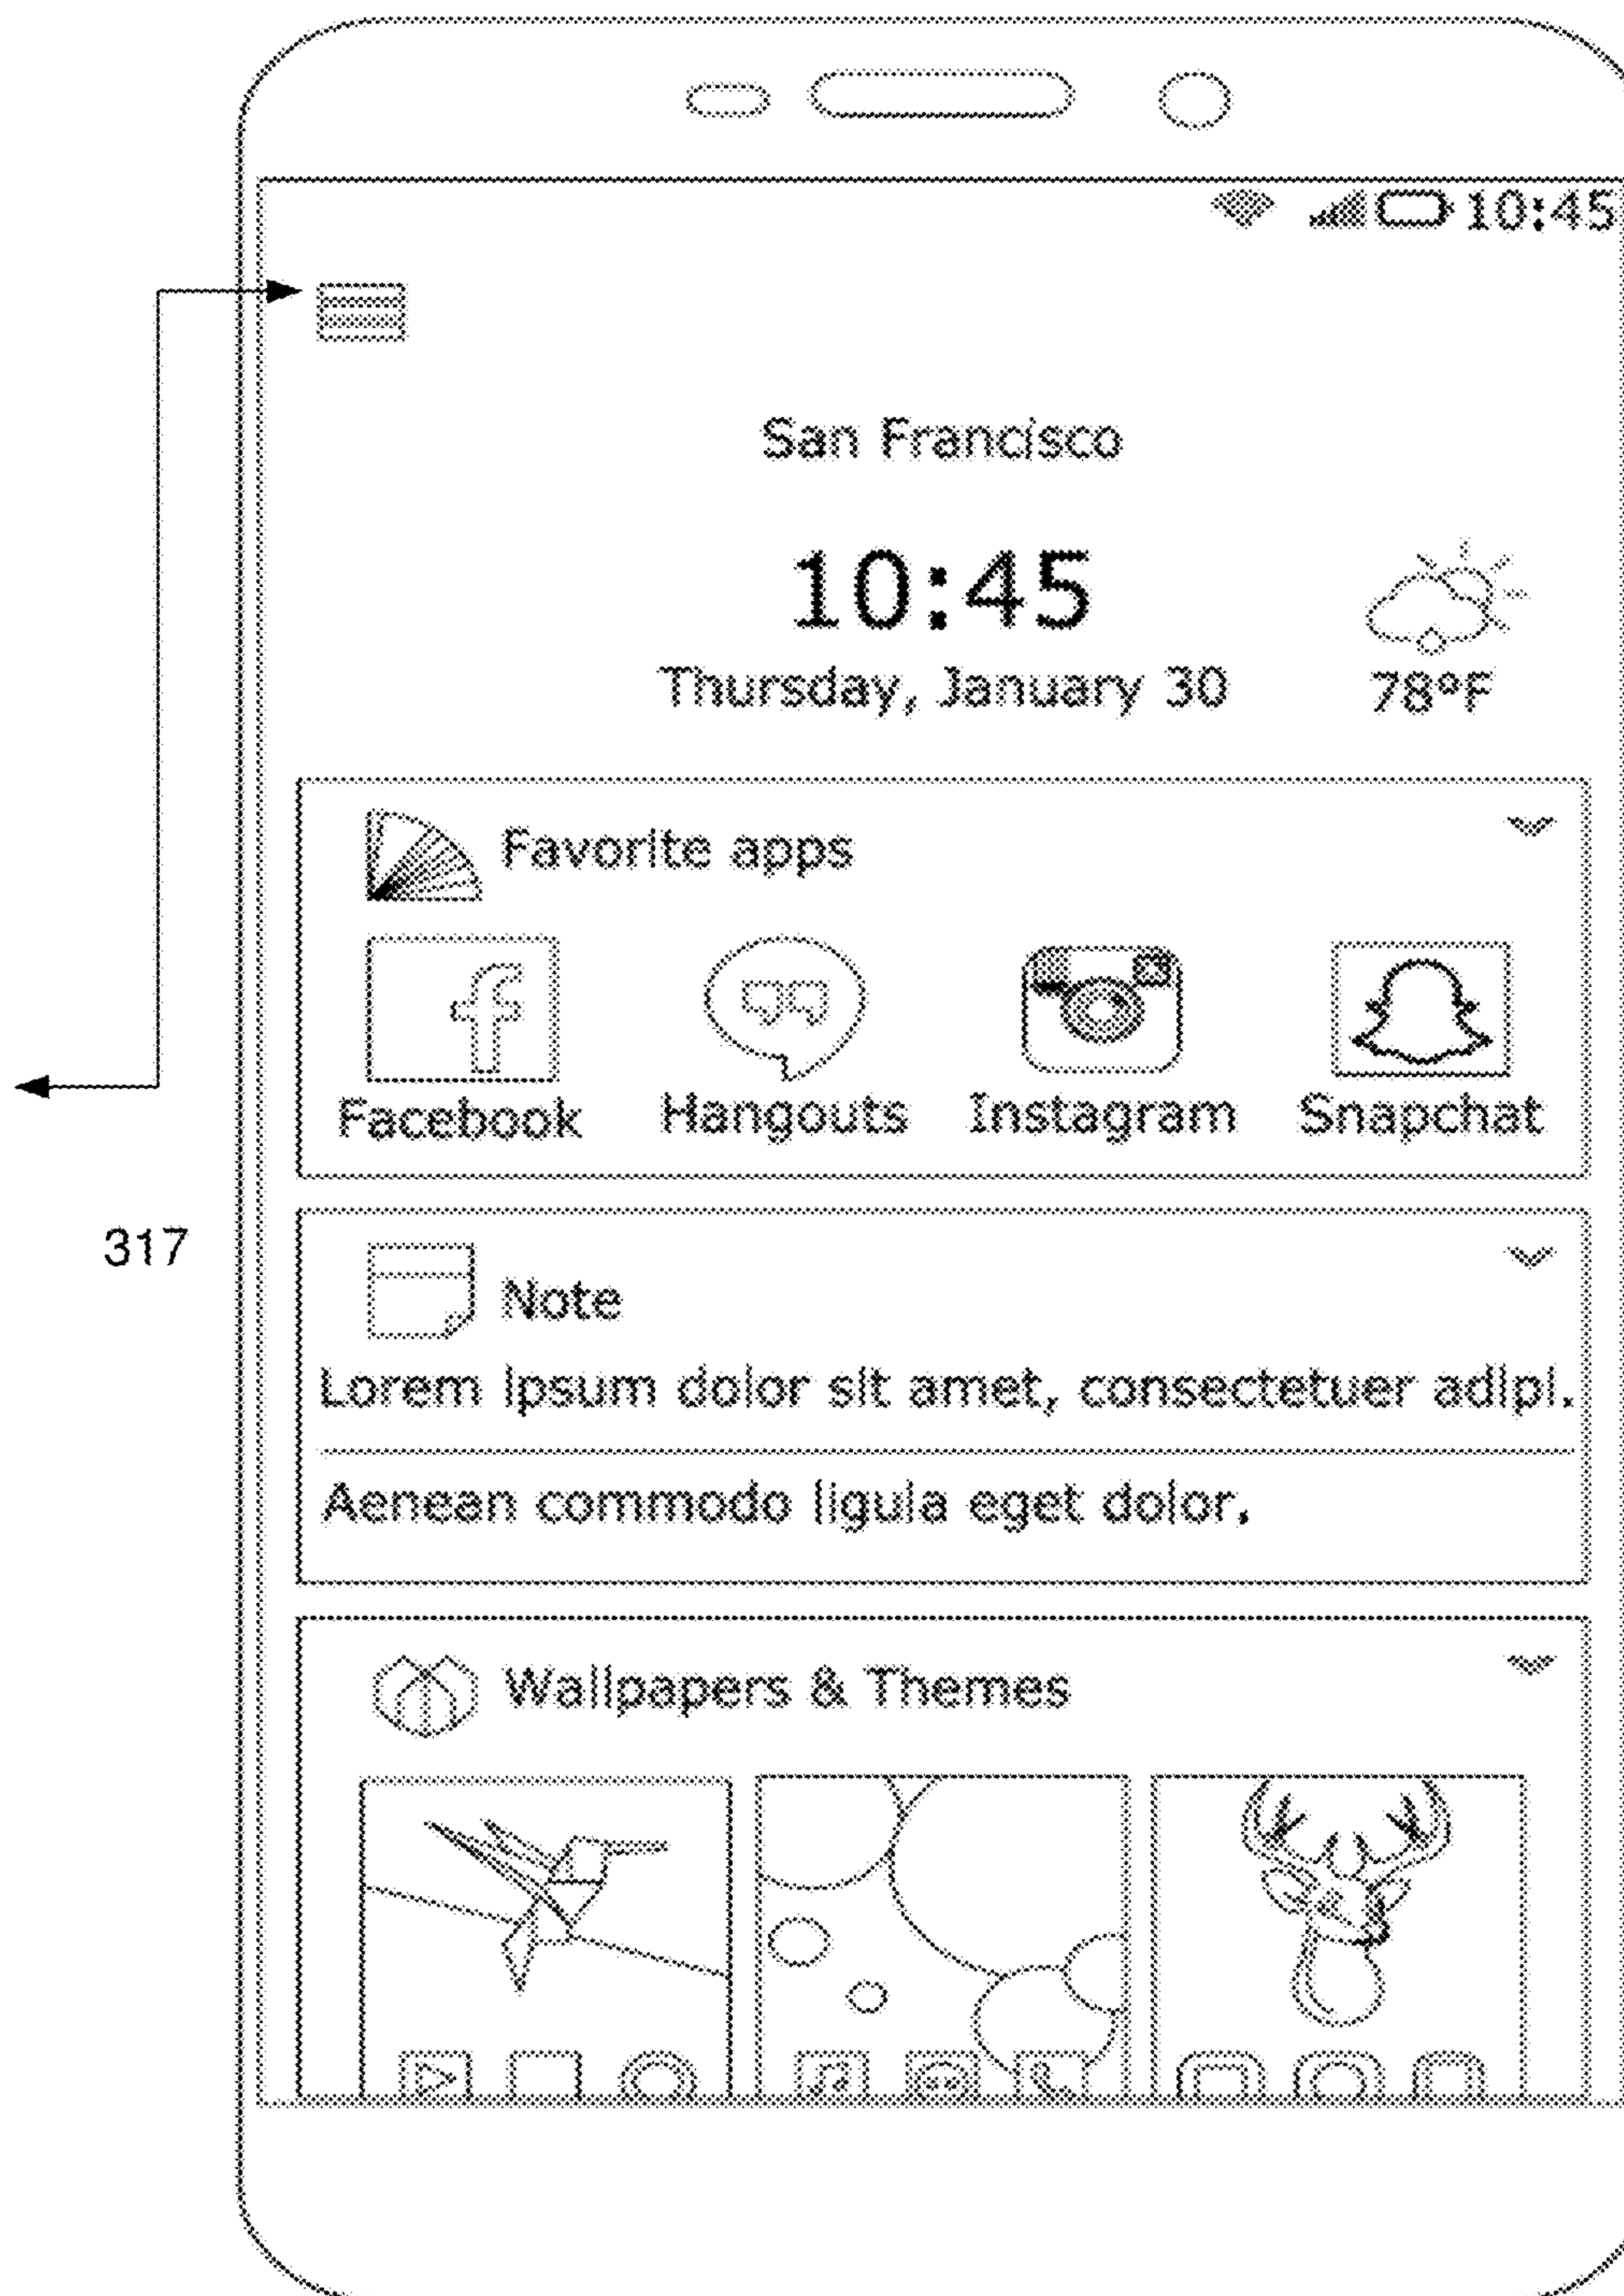 10:45
San Francisco
10:45
Thursday, January 30
78ºF
Favorite apps
Facebook
Hangouts
Instagram
Snapchat
317
Note
Lorem ipsum dolor sit amet, consectetuer adipi.
Aenean commodo ligula eget dolor.
Wallpapers & Themes